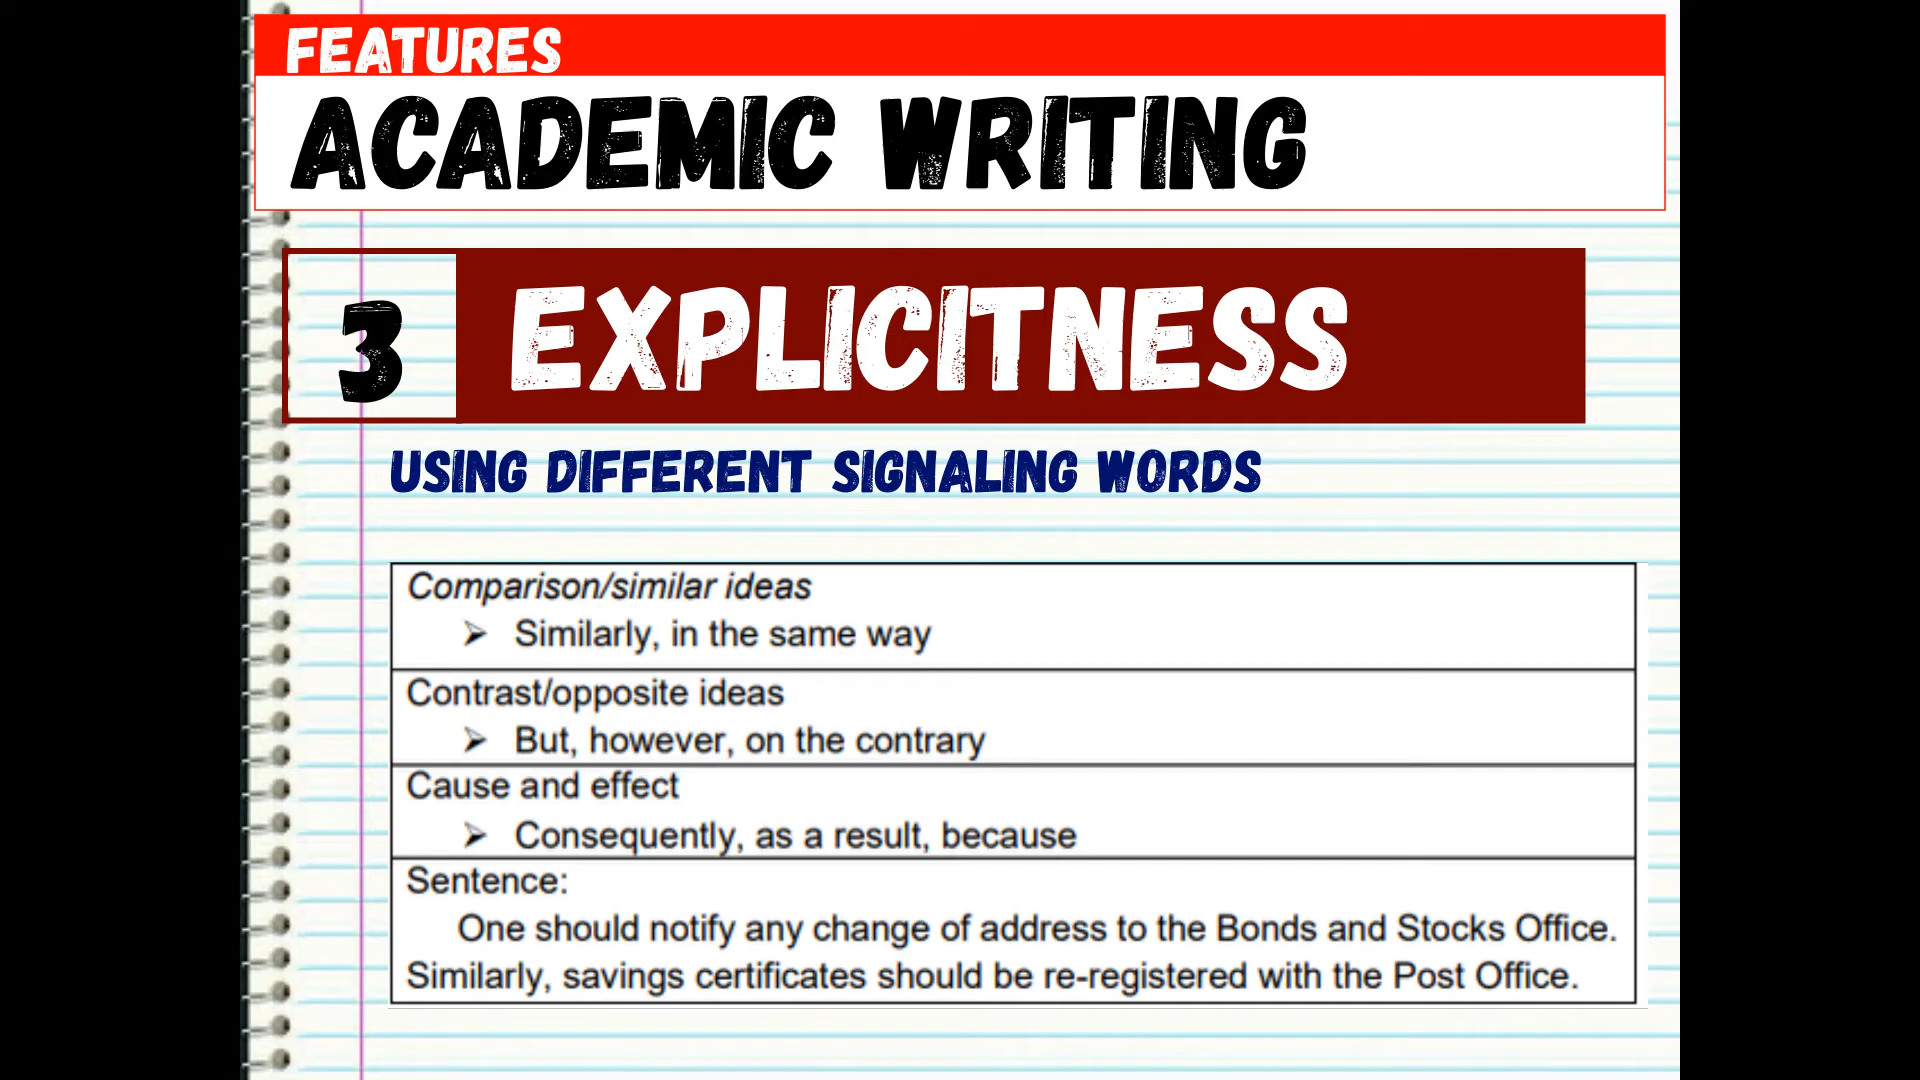 FEATURES
ACADEMIC WRITING
3
EXPLICITNESS
USING DIFFERENT SIGNALING WORDS
Comparison/similar ideas
➢ Similarly, in the same way
Contrast/opposite ideas
➢ But, however, on the contrary
Cause and effect
➢ Consequently, as a result, because
Sentence:
One should notify any change of address to the Bonds and Stocks Office.
Similarly, savings certificates should be re-registered with the Post Office.